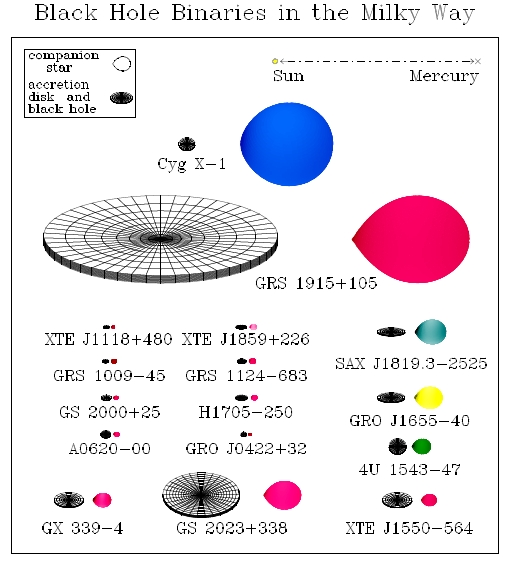 Black Hole Binaries in the Milky Way
companion
star
accretion
disk and
black hole
Sun
Mercury
Cyg X−1
GRS 1915+105
XTE J1118+480
XTE J1859+226
SAX J1819.3−2525
GRS 1009−45
GRS 1124−683
GS 2000+25
H1705−250
GRO J1655−40
A0620−00
GRO J0422+32
4U 1543−47
GX 339−4
GS 2023+338
XTE J1550−564